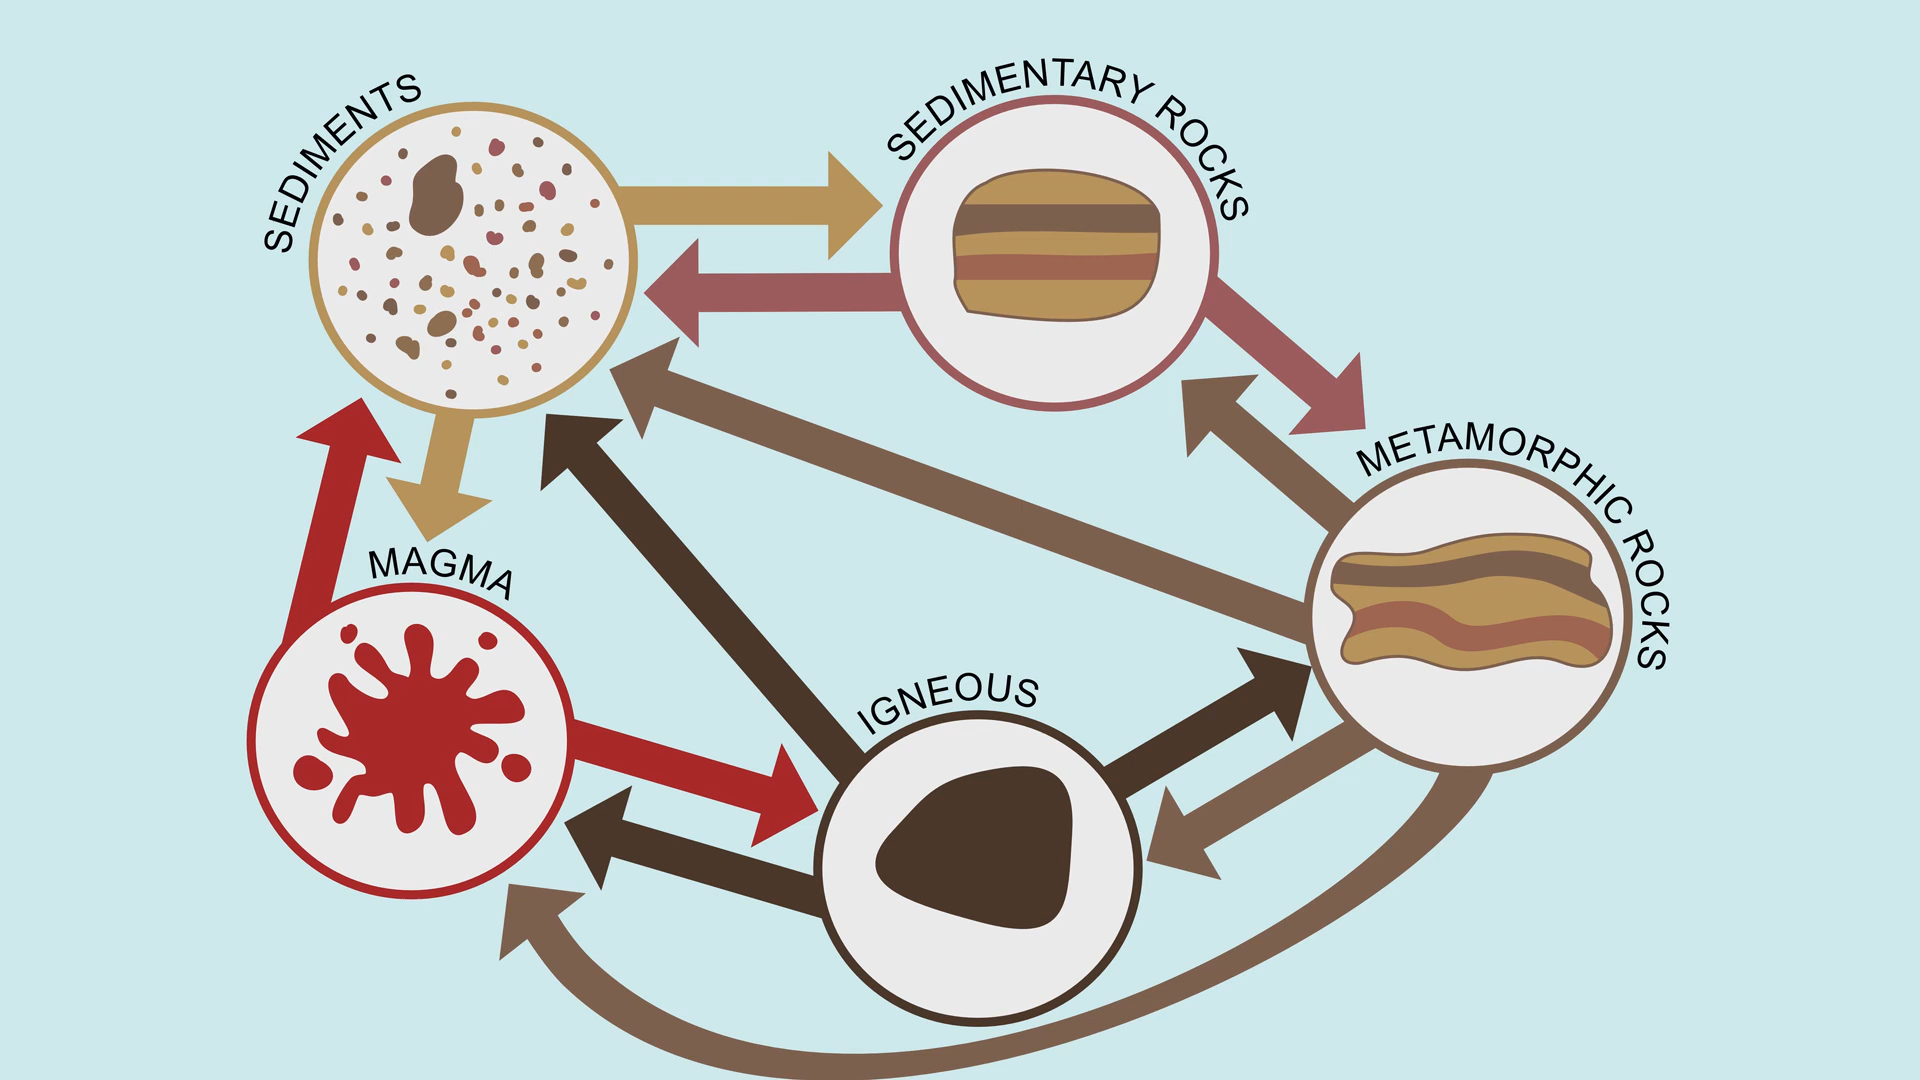 SEDIMENTS
SEDIMENTARY ROCKS
METAMORPHIC ROCKS
MAGMA
IGNEOUS